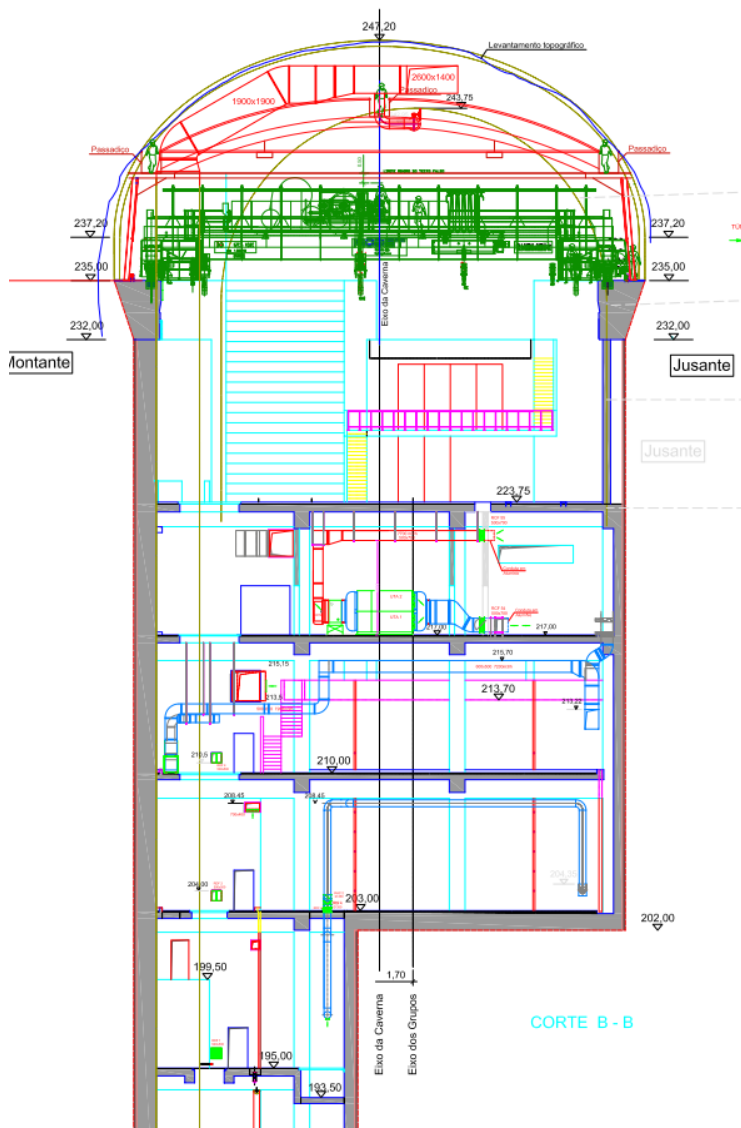 247,20
Levantamento topográfico
2600x1400
Passadiço
1900x1900
243,75
Passadiço
Passadiço
237,20
237,20
235,00
235,00
Eixo da Caverna
232,00
232,00
Montante
Jusante
Jusante
223,75
217,00
217,00
215,70
215,15
213,70
213,20
210,5
210,00
208,45
204,35
204,00
203,00
202,00
199,50
1,70
Eixo da Caverna
Eixo dos Grupos
CORTE B - B
195,00
193,50